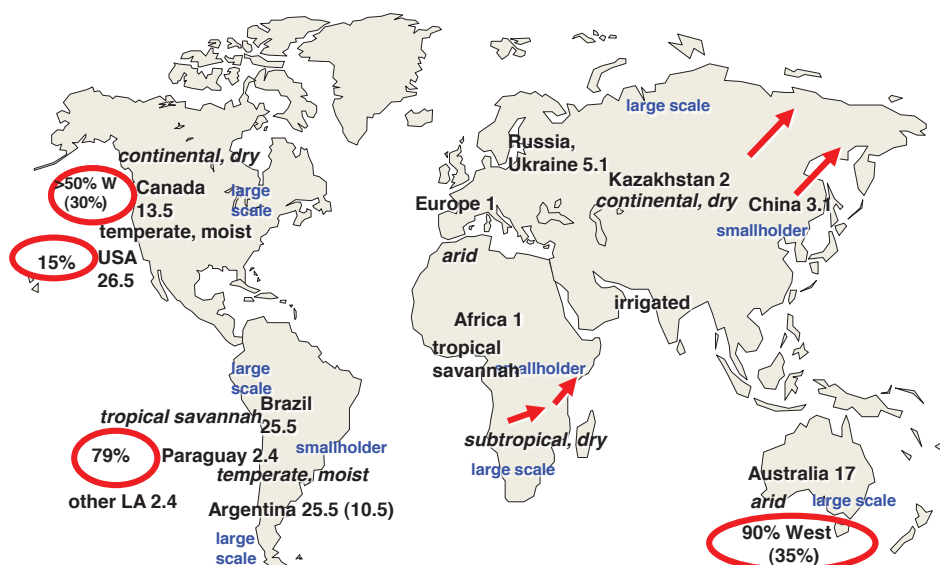 large scale
Russia,
Ukraine 5.1
continental, dry
>50% W
(30%)
Canada
13.5
large
scale
Kazakhstan 2
continental, dry
Europe 1
China 3.1
smallholder
temperate, moist
15%
USA
26.5
arid
irrigated
Africa 1
tropical
savannah
smallholder
large
scale
Brazil
25.5
tropical savannah
subtropical, dry
smallholder
79%
Paraguay 2.4
temperate, moist
large scale
Australia 17
other LA 2.4
arid
large scale
Argentina 25.5 (10.5)
90% West
(35%)
large
scale